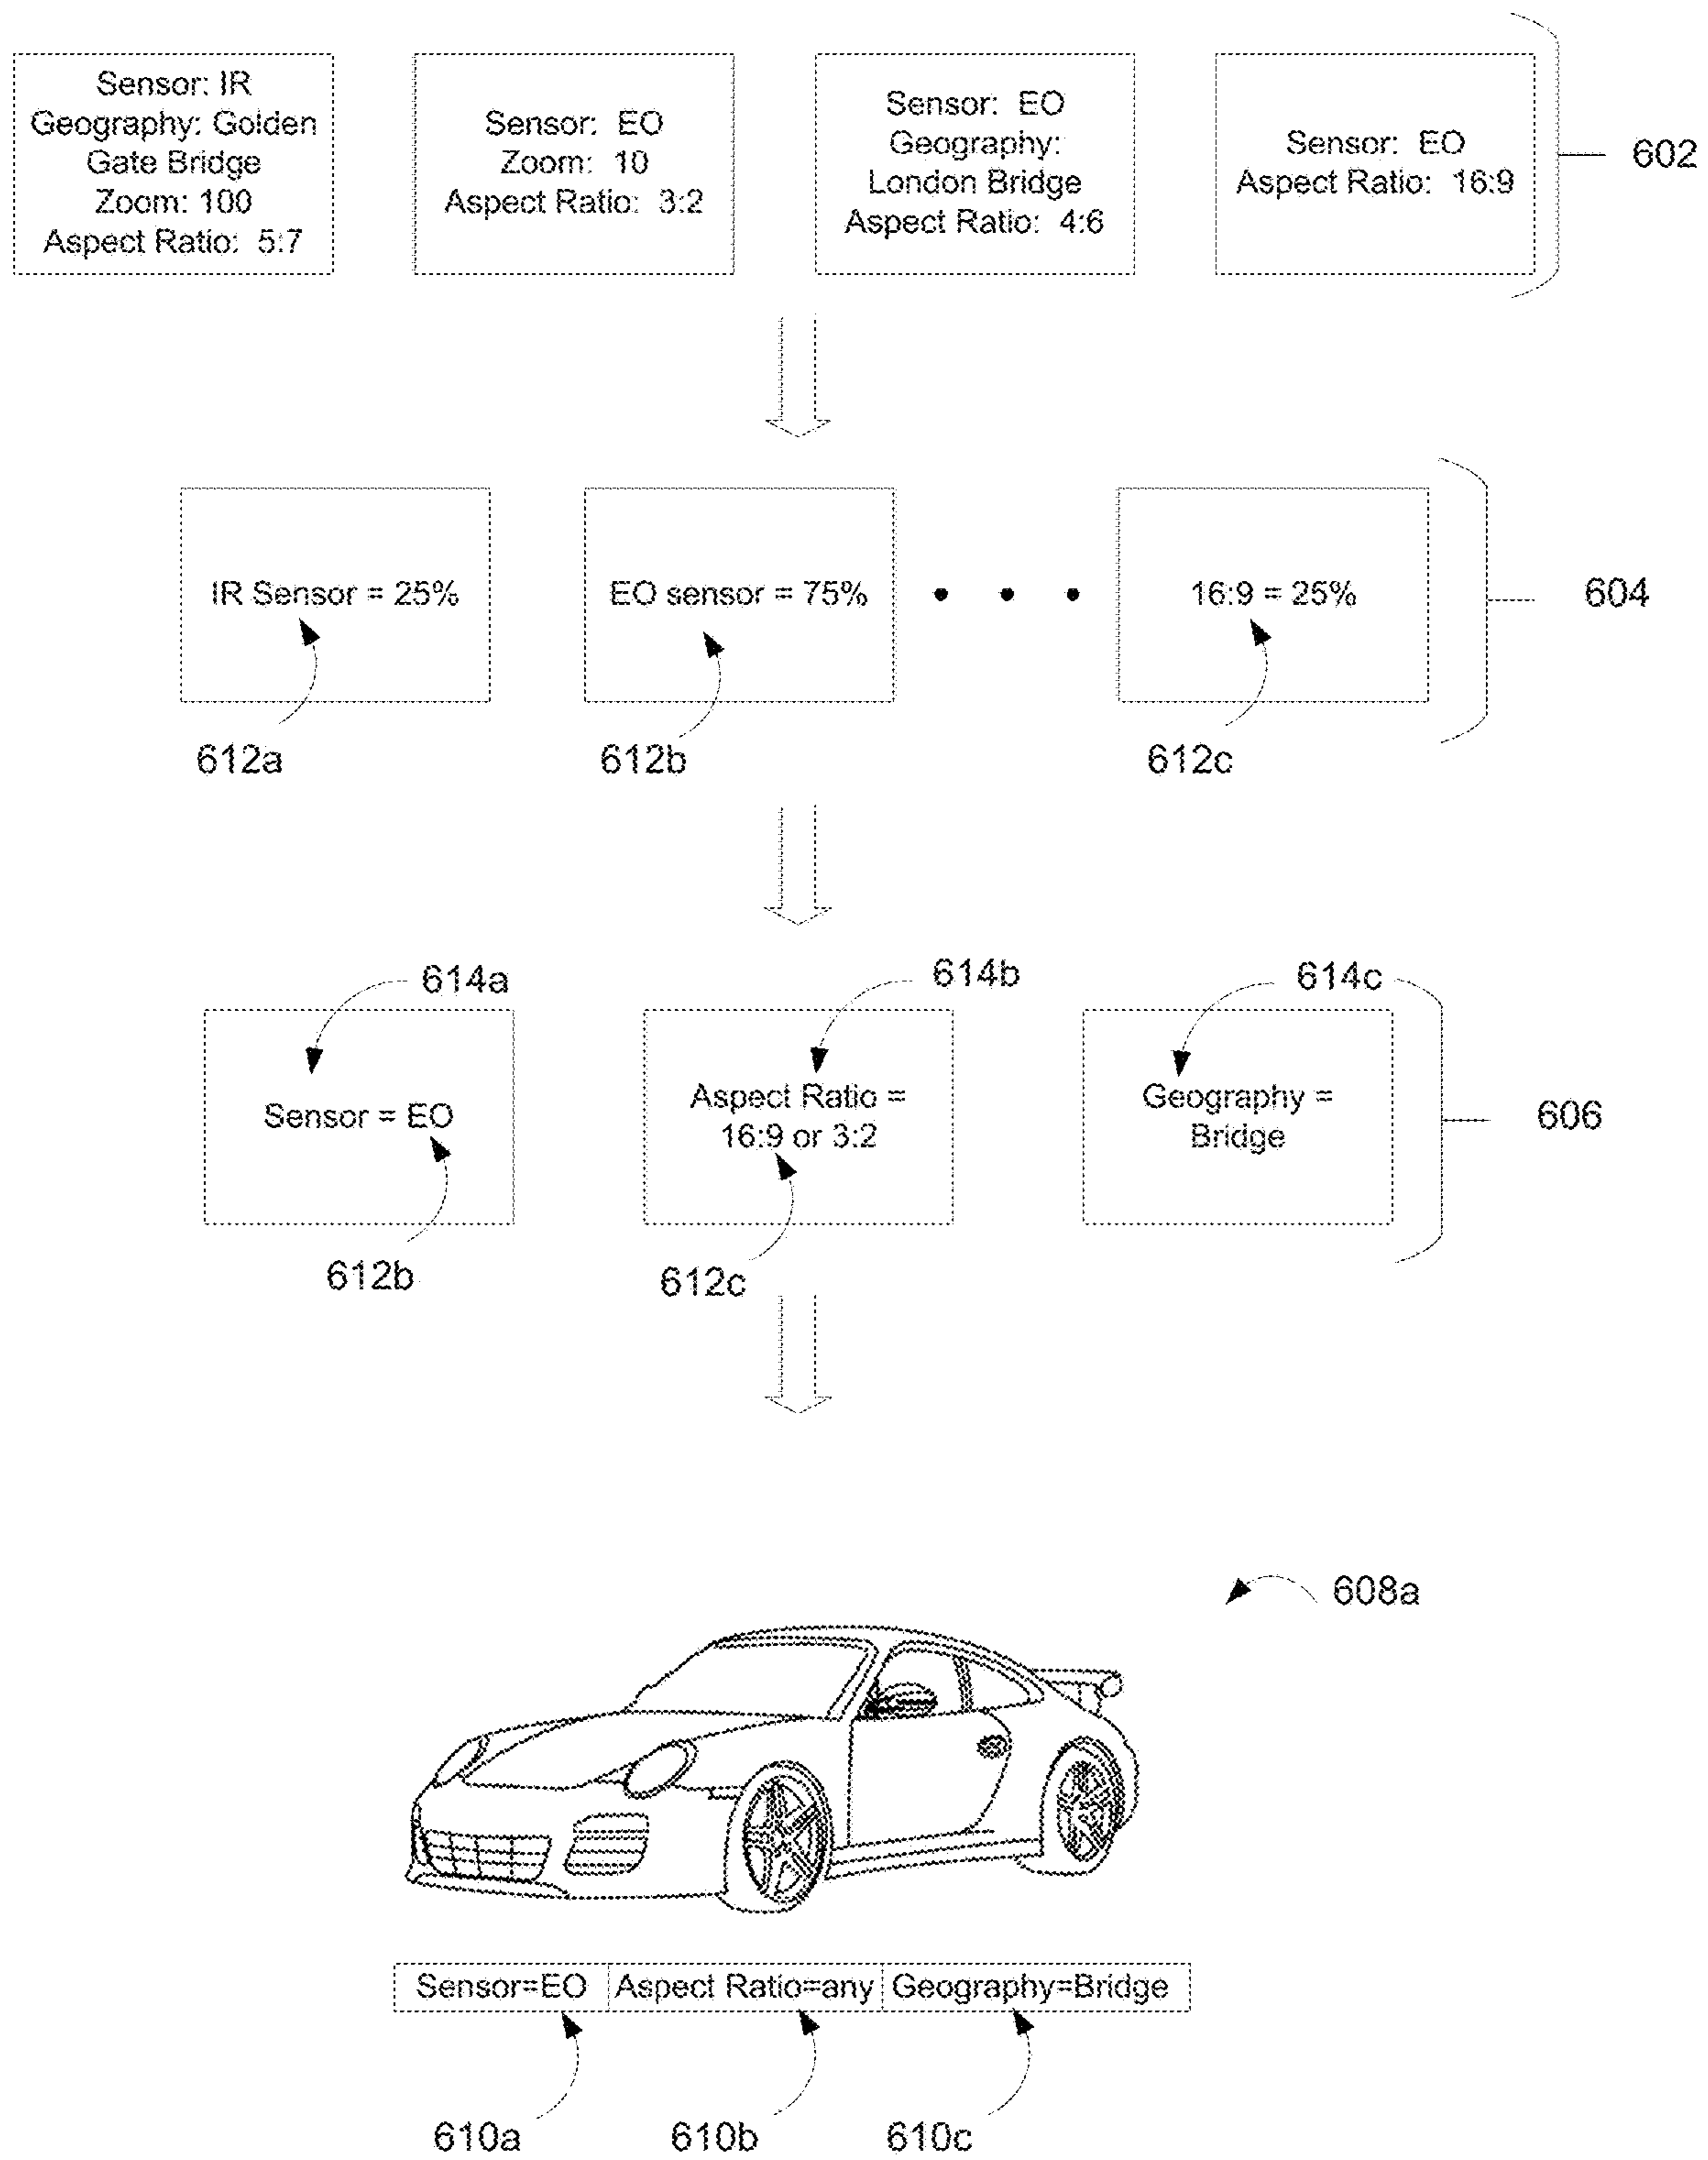 Sensor: IR
Geography: Golden
Gate Bridge
Zoom: 100
Aspect Ratio: 5:7
Sensor: EO
Zoom: 10
Aspect Ratio: 3:2
Sensor: EO
Geography:
London Bridge
Aspect Ratio: 4:6
Sensor: EO
Aspect Ratio: 16:9
602
IR Sensor = 25%
EO sensor = 75%
• • •
16:9 = 25%
604
612a
612b
612c
614a
614b
614c
Sensor = EO
Aspect Ratio =
16:9 or 3:2
Geography =
Bridge
606
612b
612c
608a
Sensor=EO
Aspect Ratio=any
Geography=Bridge
610a
610b
610c